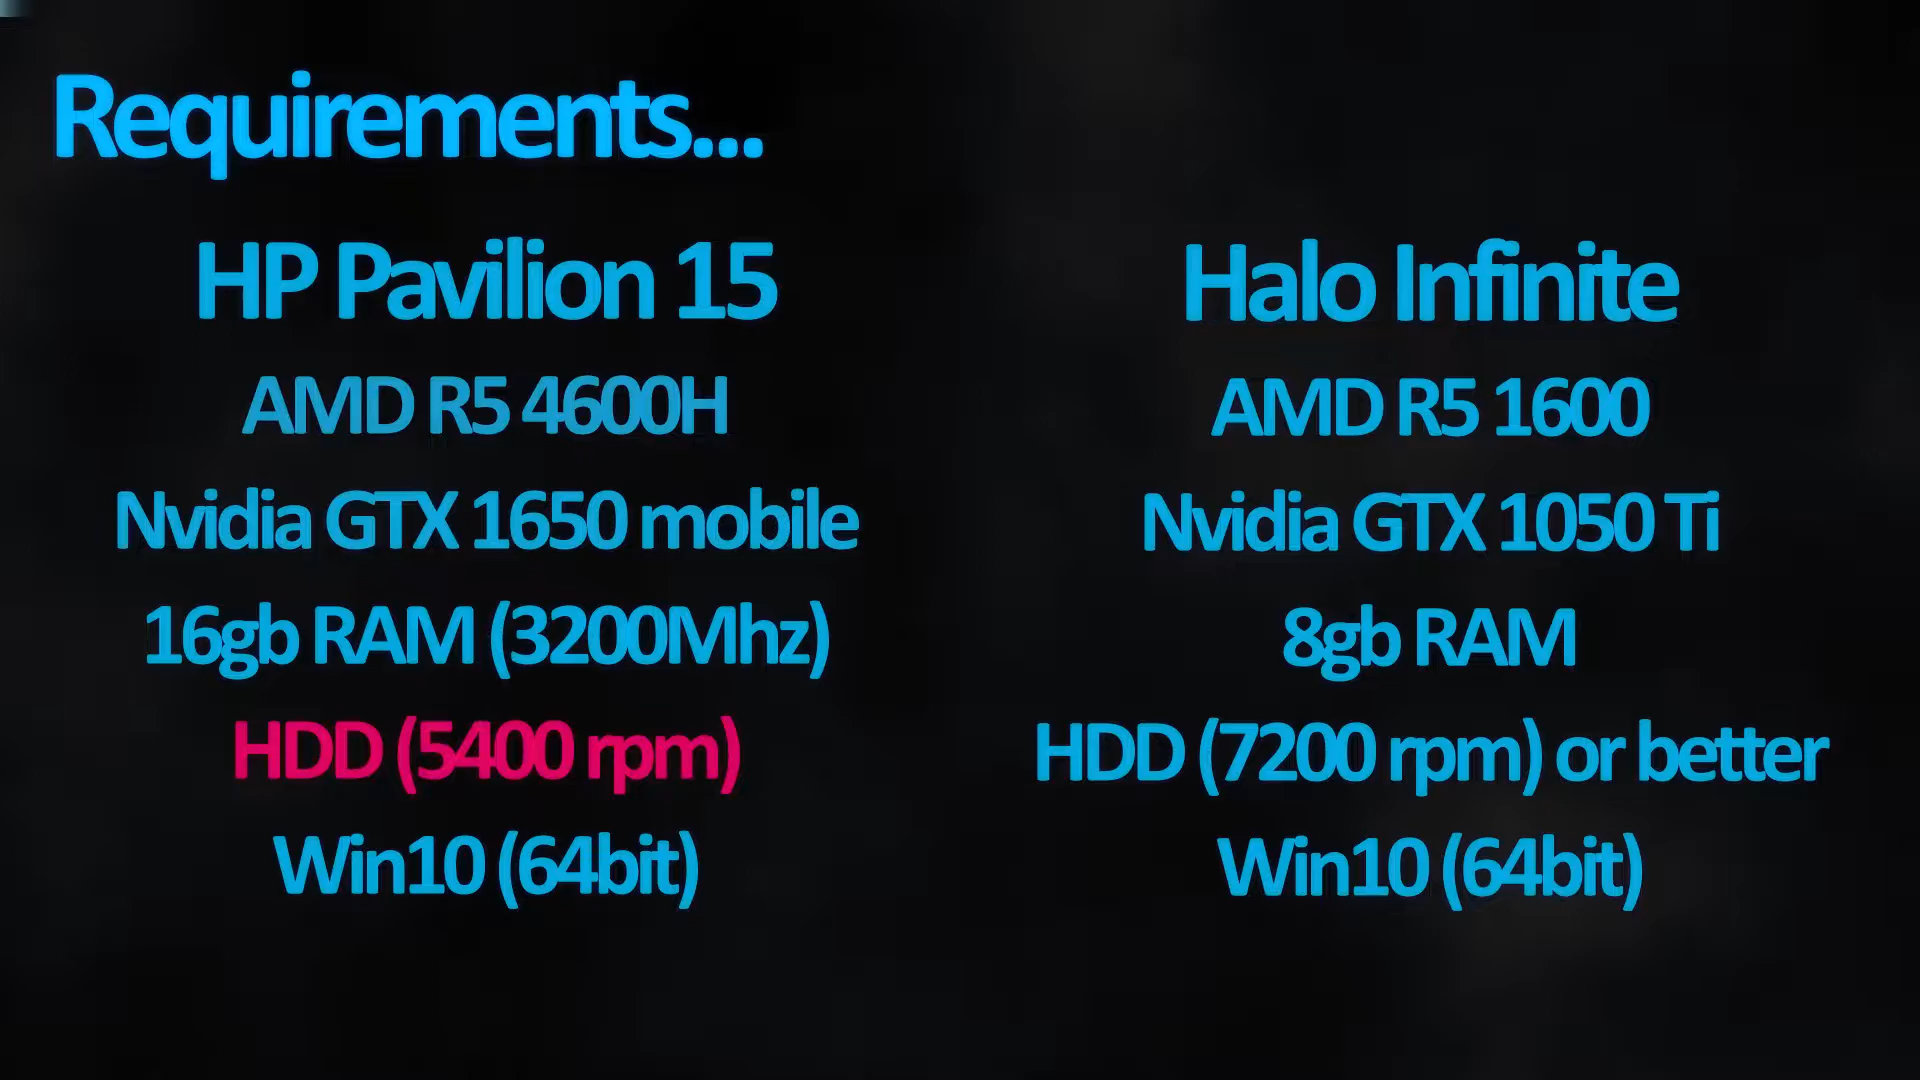 Requirements...
HP Pavilion 15
AMD R5 4600H
Nvidia GTX 1650 mobile
16gb RAM (3200Mhz)
HDD (5400 rpm)
Win10 (64bit)
Halo Infinite
AMD R5 1600
Nvidia GTX 1050 Ti
8gb RAM
HDD (7200 rpm) or better
Win10 (64bit)